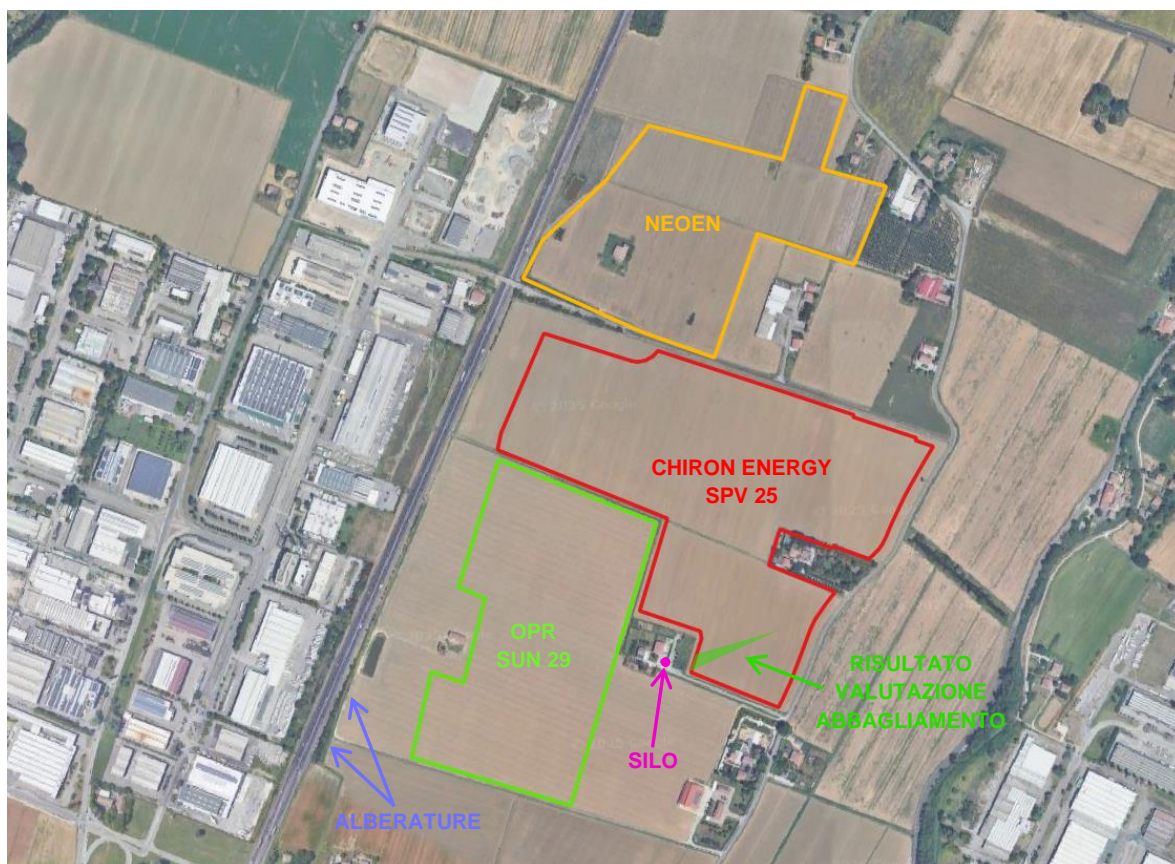 NEOEN
CHIRON ENERGY
SPV 25
OPR
SUN 29
RISULTATO
VALUTAZIONE
ABBAGLIAMENTO
SILO
ALBERATURE